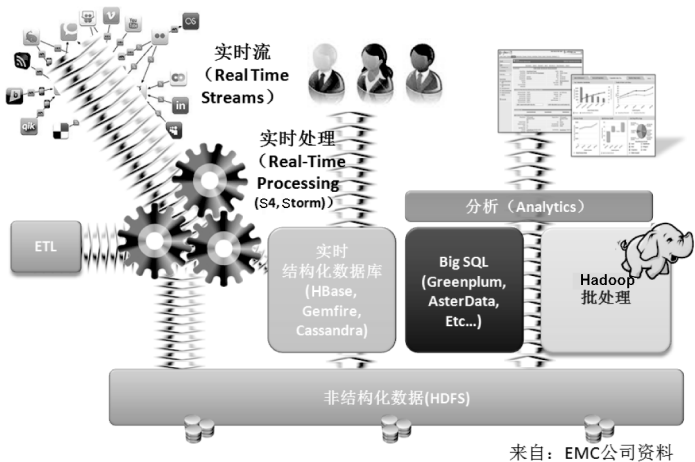 实时流
（Real Time
Streams）
实时处理
（Real-Time
Processing
(S4, Storm)）
分析（Analytics）
ETL
实时
结构化数据库
(HBase,
Gemfire,
Cassandra)
Big SQL
(Greenplum,
AsterData,
Etc...)
Hadoop
批处理
非结构化数据(HDFS)
来自：EMC公司资料
qik
in